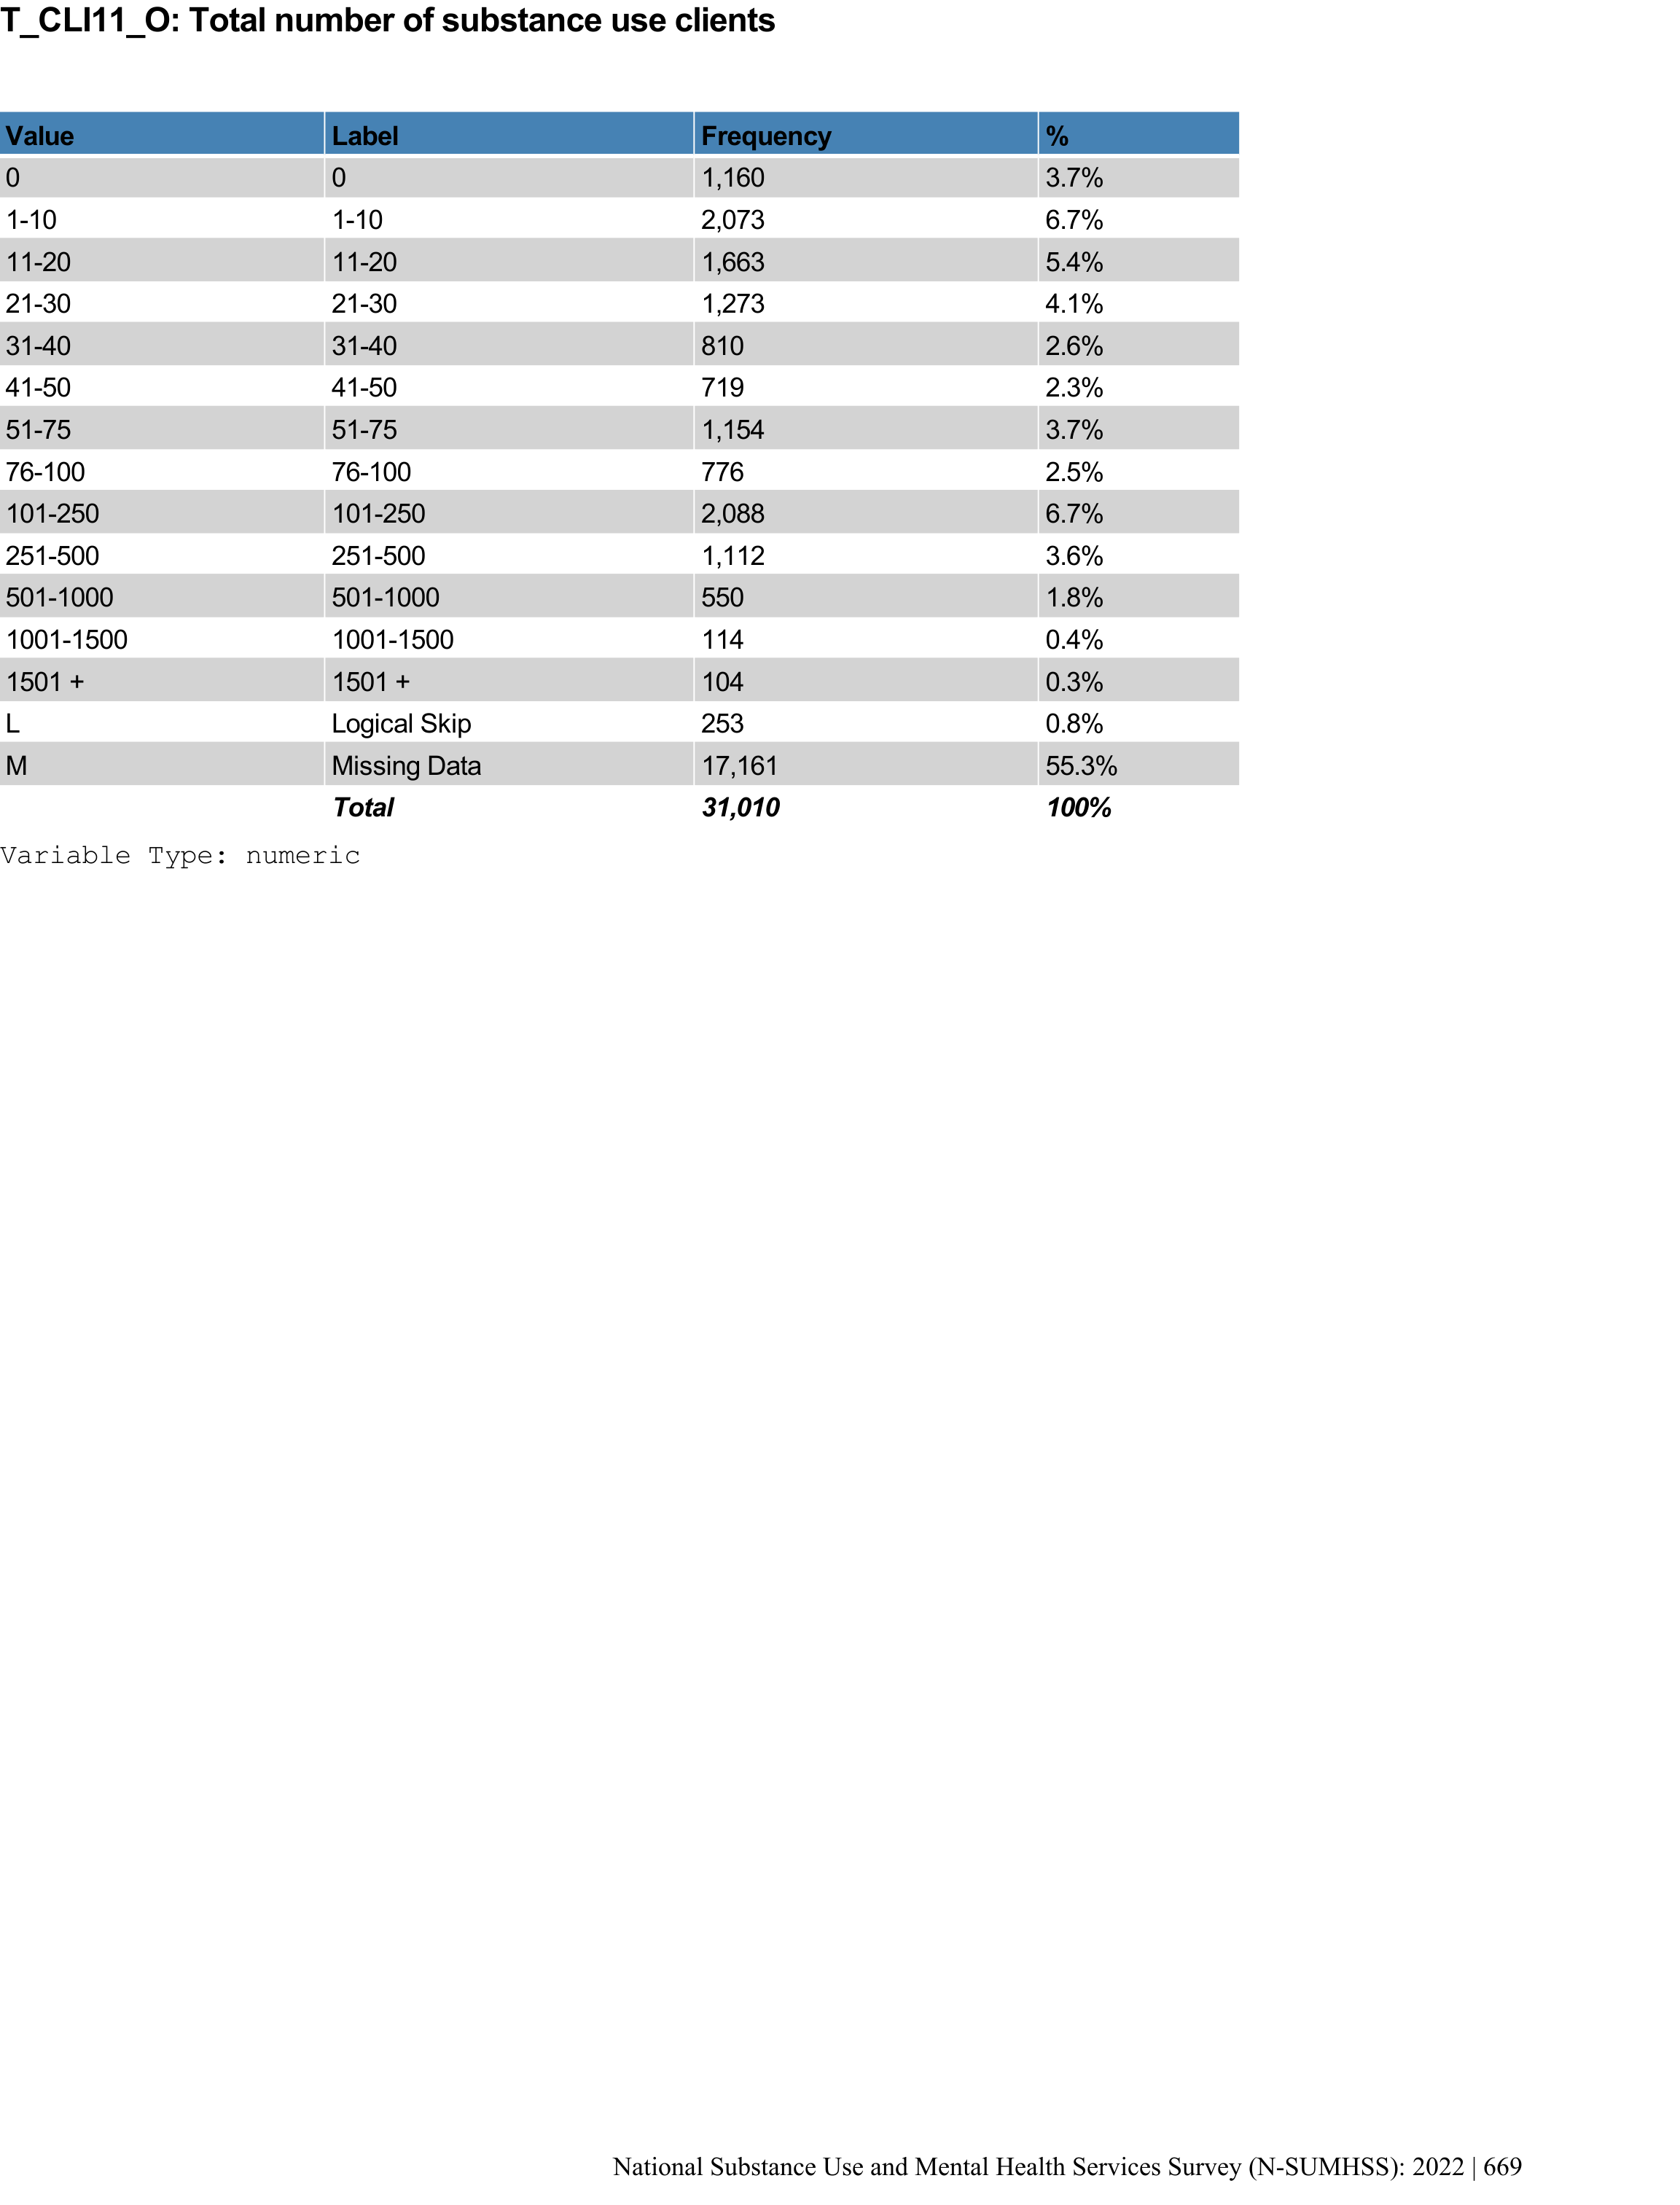 T_CLI11_O: Total number of substance use clients
Value Label Frequency %
0 0 1,160 3.7%
1-10 1-10 2,073 6.7%
11-20 11-20 1,663 5.4%
21-30 21-30 1,273 4.1%
31-40 31-40 810 2.6%
41-50 41-50 719 2.3%
51-75 51-75 1,154 3.7%
76-100 76-100 776 2.5%
101-250 101-250 2,088 6.7%
251-500 251-500 1,112 3.6%
501-1000 501-1000 550 1.8%
1001-1500 1001-1500 114 0.4%
1501 + 1501 + 104 0.3%
L Logical Skip 253 0.8%
M Missing Data 17,161 55.3%
Total 31,010 100%
Variable Type: numeric
National Substance Use and Mental Health Services Survey (N-SUMHSS): 2022 | 669